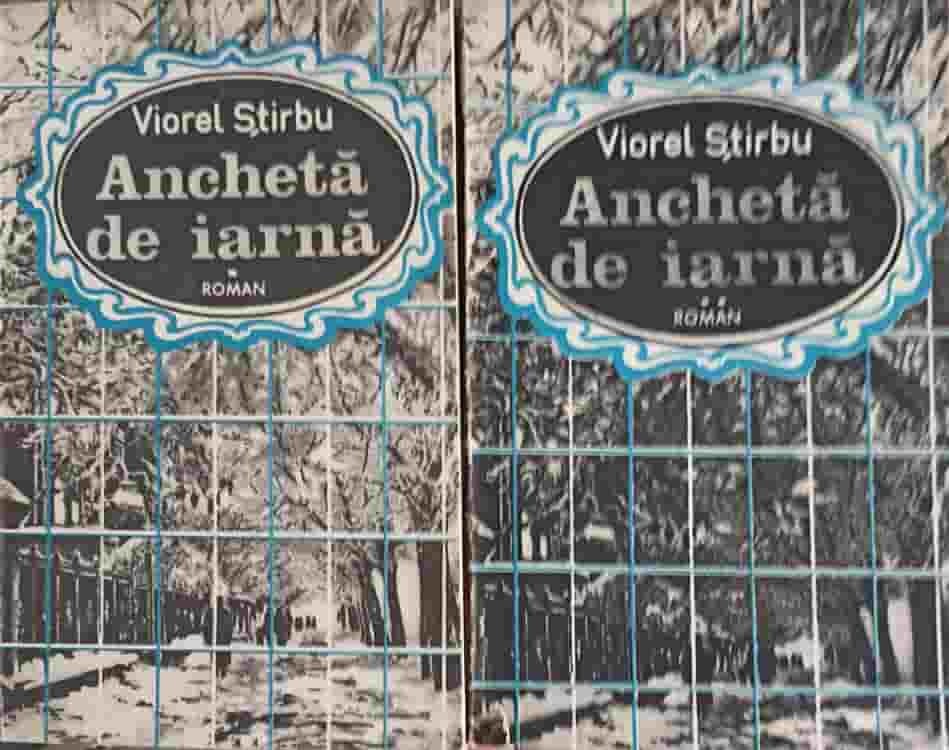 Viorel Știrbu
Anchetă
de iarnă
*
ROMAN
Viorel Știrbu
Anchetă
de iarnă
**
ROMAN